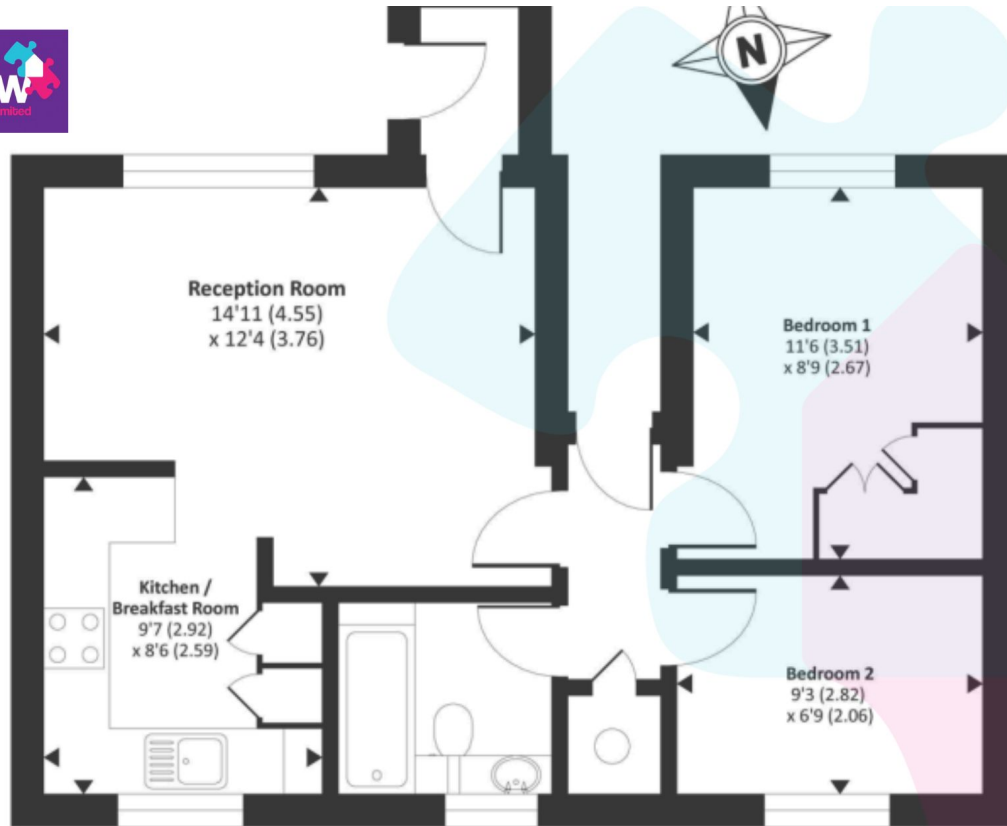 W
mited
N
Reception Room
14'11 (4.55)
x 12'4 (3.76)
Bedroom 1
11'6 (3.51)
x 8'9 (2.67)
Kitchen /
Breakfast Room
9'7 (2.92)
x 8'6 (2.59)
Bedroom 2
9'3 (2.82)
x 6'9 (2.06)